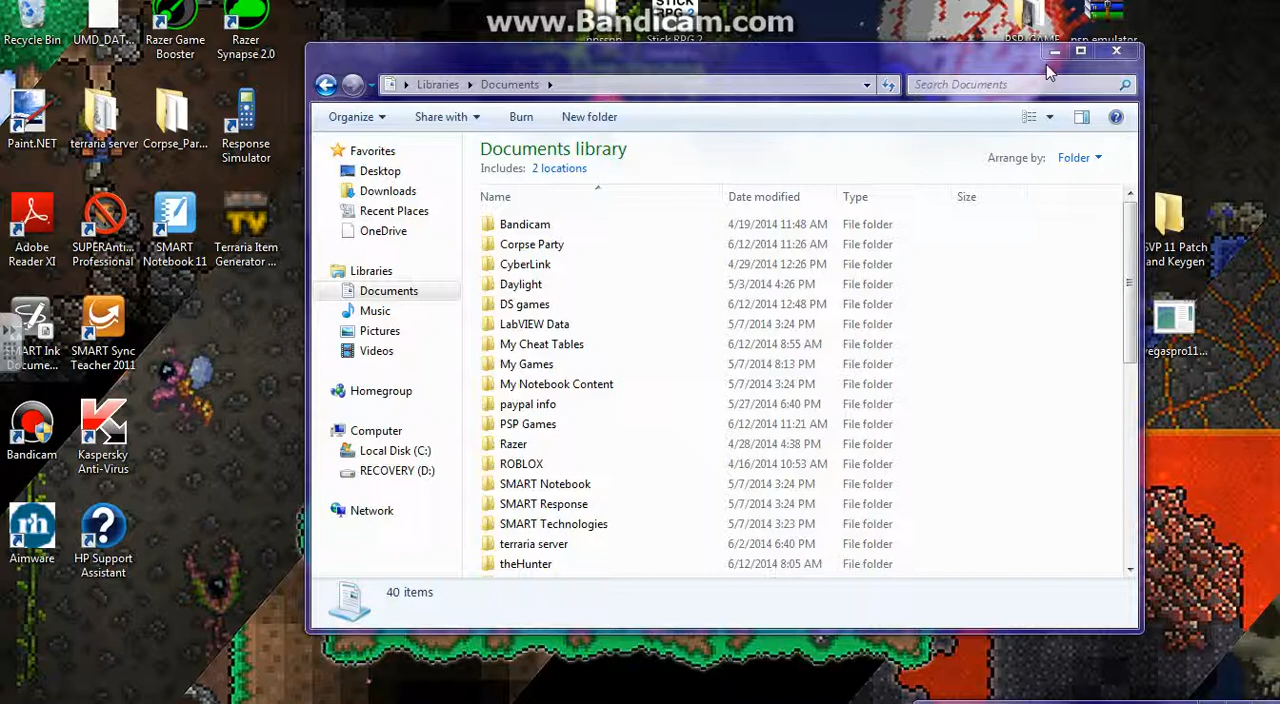 www.Bandicam.com
Recycle Bin
UMD_DAT...
Razer Game
Booster
Razer
Synapse 2.0
Stick RPG 2
PSP GAME
psp emulator
Paint.NET
terraria server
Corpse_Par...
Response
Simulator
Adobe
Reader XI
SUPERAnti...
Professional
SMART
Notebook 11
Terraria Item
Generator ...
SMART Ink
Docume...
SMART Sync
Teacher 2011
Bandicam
Kaspersky
Anti-Virus
Aimware
HP Support
Assistant
SVP 11 Patch
and Keygen
vegaspro11...
Libraries
Documents
Search Documents
Organize
Share with
Burn
New folder
Favorites
Desktop
Downloads
Recent Places
OneDrive
Libraries
Documents
Music
Pictures
Videos
Homegroup
Computer
Local Disk (C:)
RECOVERY (D:)
Network
Documents library
Includes: 2 locations
Arrange by: Folder
Name Date modified Type Size
Bandicam 4/19/2014 11:48 AM File folder
Corpse Party 6/12/2014 11:26 AM File folder
CyberLink 4/29/2014 12:26 PM File folder
Daylight 5/3/2014 4:26 PM File folder
DS games 6/12/2014 12:48 PM File folder
LabVIEW Data 5/7/2014 3:24 PM File folder
My Cheat Tables 6/12/2014 8:55 AM File folder
My Games 5/7/2014 8:13 PM File folder
My Notebook Content 5/7/2014 3:24 PM File folder
paypal info 5/27/2014 6:40 PM File folder
PSP Games 6/12/2014 11:21 AM File folder
Razer 4/28/2014 4:38 PM File folder
ROBLOX 4/16/2014 10:53 AM File folder
SMART Notebook 5/7/2014 3:24 PM File folder
SMART Response 5/7/2014 3:24 PM File folder
SMART Technologies 5/7/2014 3:23 PM File folder
terraria server 6/2/2014 6:40 PM File folder
theHunter 6/12/2014 8:05 AM File folder
40 items